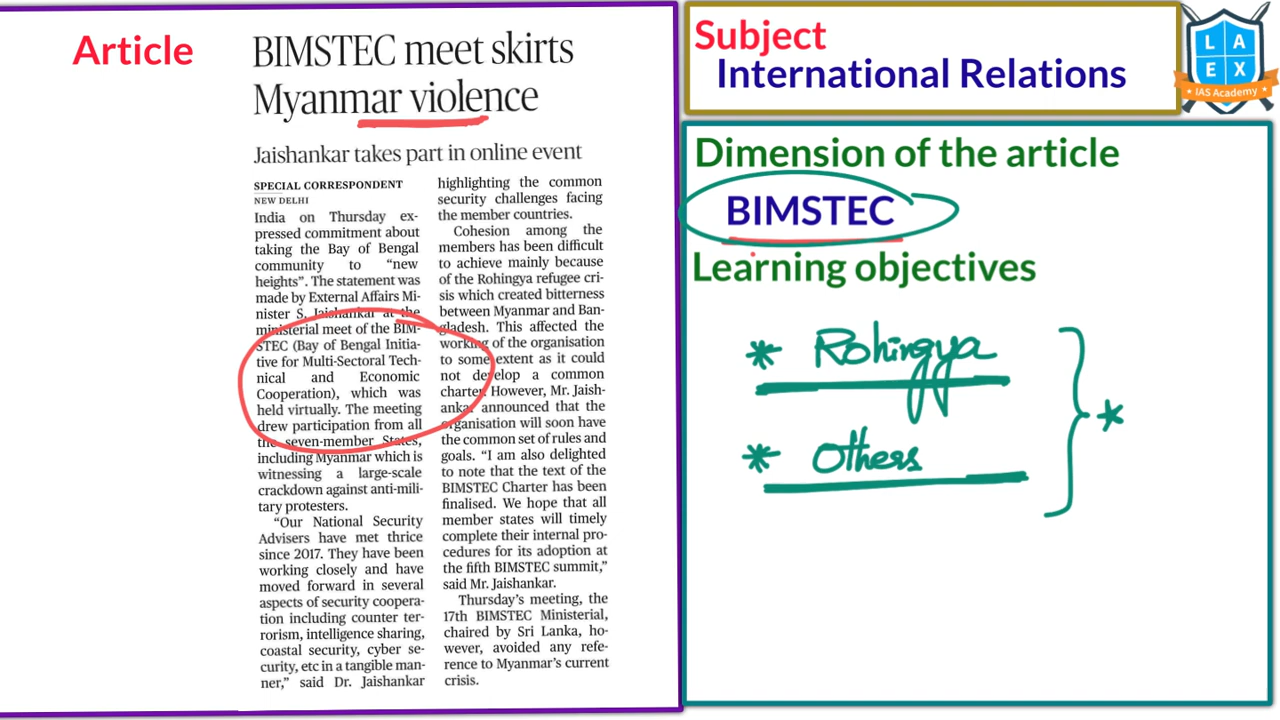 Article
BIMSTEC meet skirts
Myanmar violence
Jaishankar takes part in online event
SPECIAL CORRESPONDENT
NEW DELHI
India on Thursday ex-
pressed commitment about
taking the Bay of Bengal
community to “new
heights”. The statement was
made by External Affairs Mi-
nister S. Jaishankar at the
ministerial meet of the BIM-
STEC (Bay of Bengal Initia-
tive for Multi-Sectoral Tech-
nical and Economic
Cooperation), which was
held virtually. The meeting
drew participation from all
the seven-member States,
including Myanmar which is
witnessing a large-scale
crackdown against anti-mili-
tary protesters.
“Our National Security
Advisers have met thrice
since 2017. They have been
working closely and have
moved forward in several
aspects of security coopera-
tion including counter ter-
rorism, intelligence sharing,
coastal security, cyber se-
curity, etc in a tangible man-
ner,” said Dr. Jaishankar
highlighting the common
security challenges facing
the member countries.
Cohesion among the
members has been difficult
to achieve mainly because
of the Rohingya refugee cri-
sis which created bitterness
between Myanmar and Ban-
gladesh. This affected the
working of the organisation
to some extent as it could
not develop a common
charter. However, Mr. Jaish-
ankar announced that the
organisation will soon have
the common set of rules and
goals. “I am also delighted
to note that the text of the
BIMSTEC Charter has been
finalised. We hope that all
member states will timely
complete their internal pro-
cedures for its adoption at
the fifth BIMSTEC summit,”
said Mr. Jaishankar.
Thursday’s meeting, the
17th BIMSTEC Ministerial,
chaired by Sri Lanka, ho-
wever, avoided any refe-
rence to Myanmar’s current
crisis.
Subject
International Relations
L A
E X
IAS Academy
Dimension of the article
BIMSTEC
Learning objectives
* Rohingya
* Others
*